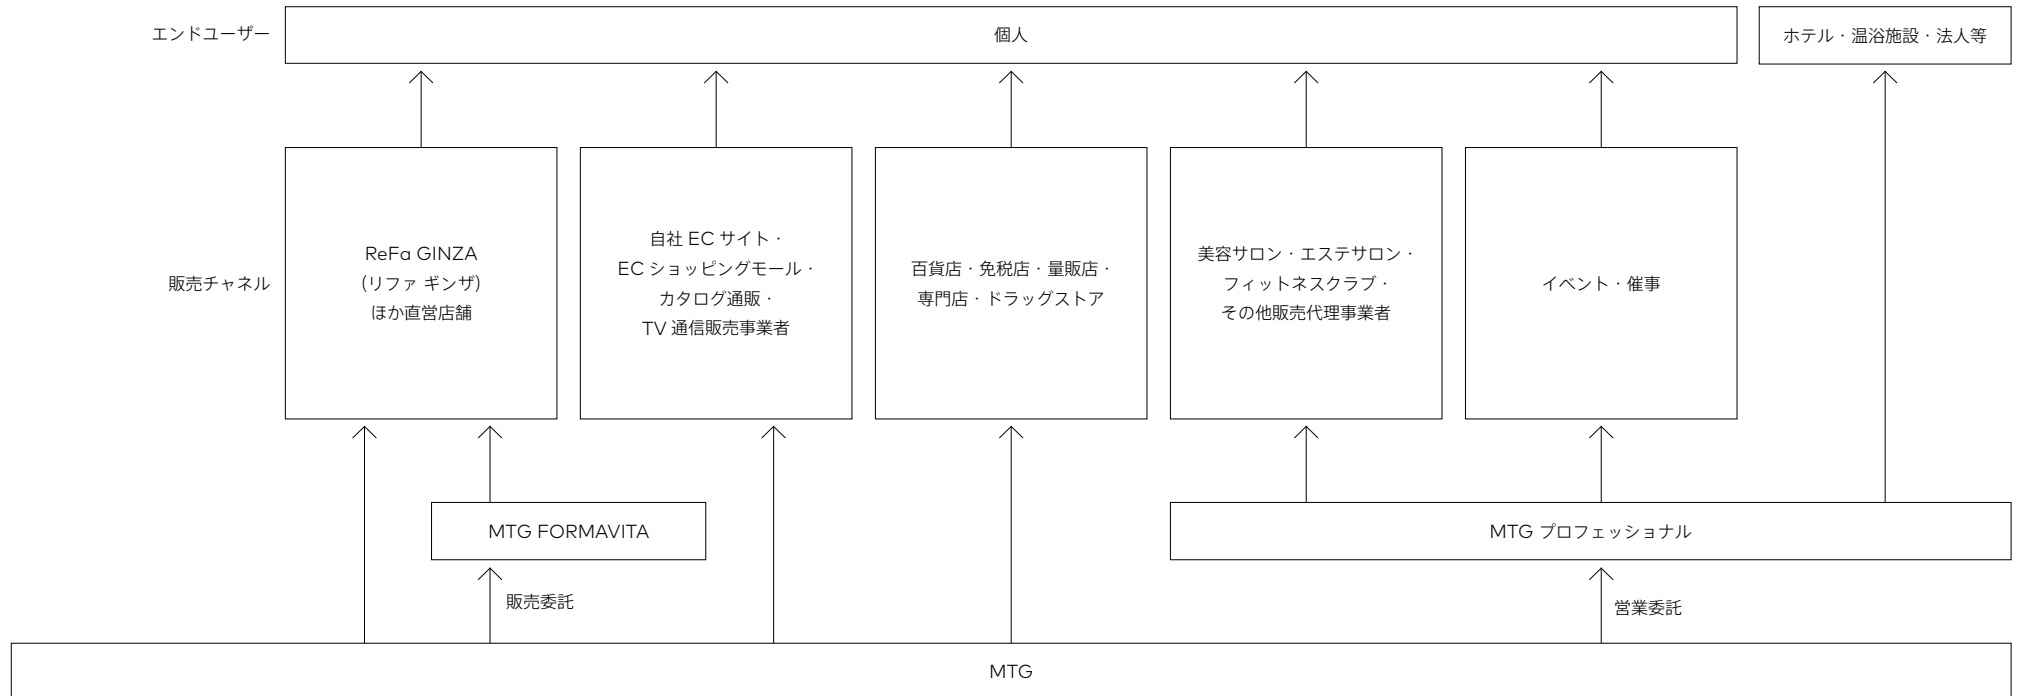 エンドユーザー
個人
ホテル・温浴施設・法人等
販売チャネル
ReFa GINZA
(リファ ギンザ)
ほか直営店舗
自社 EC サイト・
EC ショッピングモール・
カタログ通販・
TV 通信販売事業者
百貨店・免税店・量販店・
専門店・ドラッグストア
美容サロン・エステサロン・
フィットネスクラブ・
その他販売代理事業者
イベント・催事
MTG FORMAVITA
MTG プロフェッショナル
販売委託
営業委託
MTG